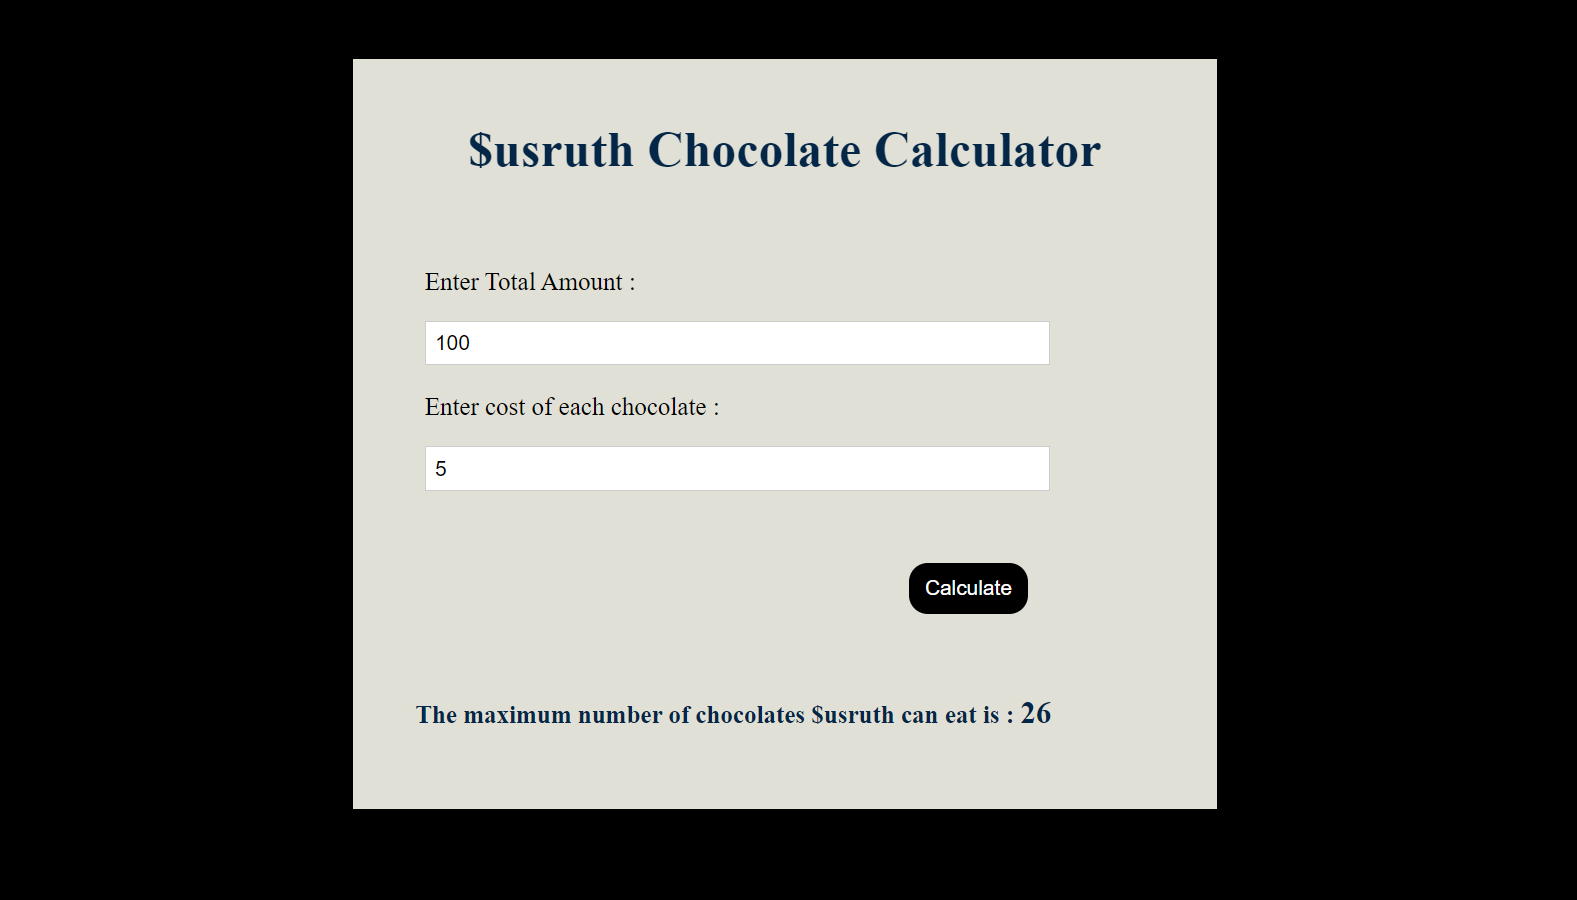 $usruth Chocolate Calculator
Enter Total Amount :
100
Enter cost of each chocolate :
5
Calculate
The maximum number of chocolates $usruth can eat is : 26